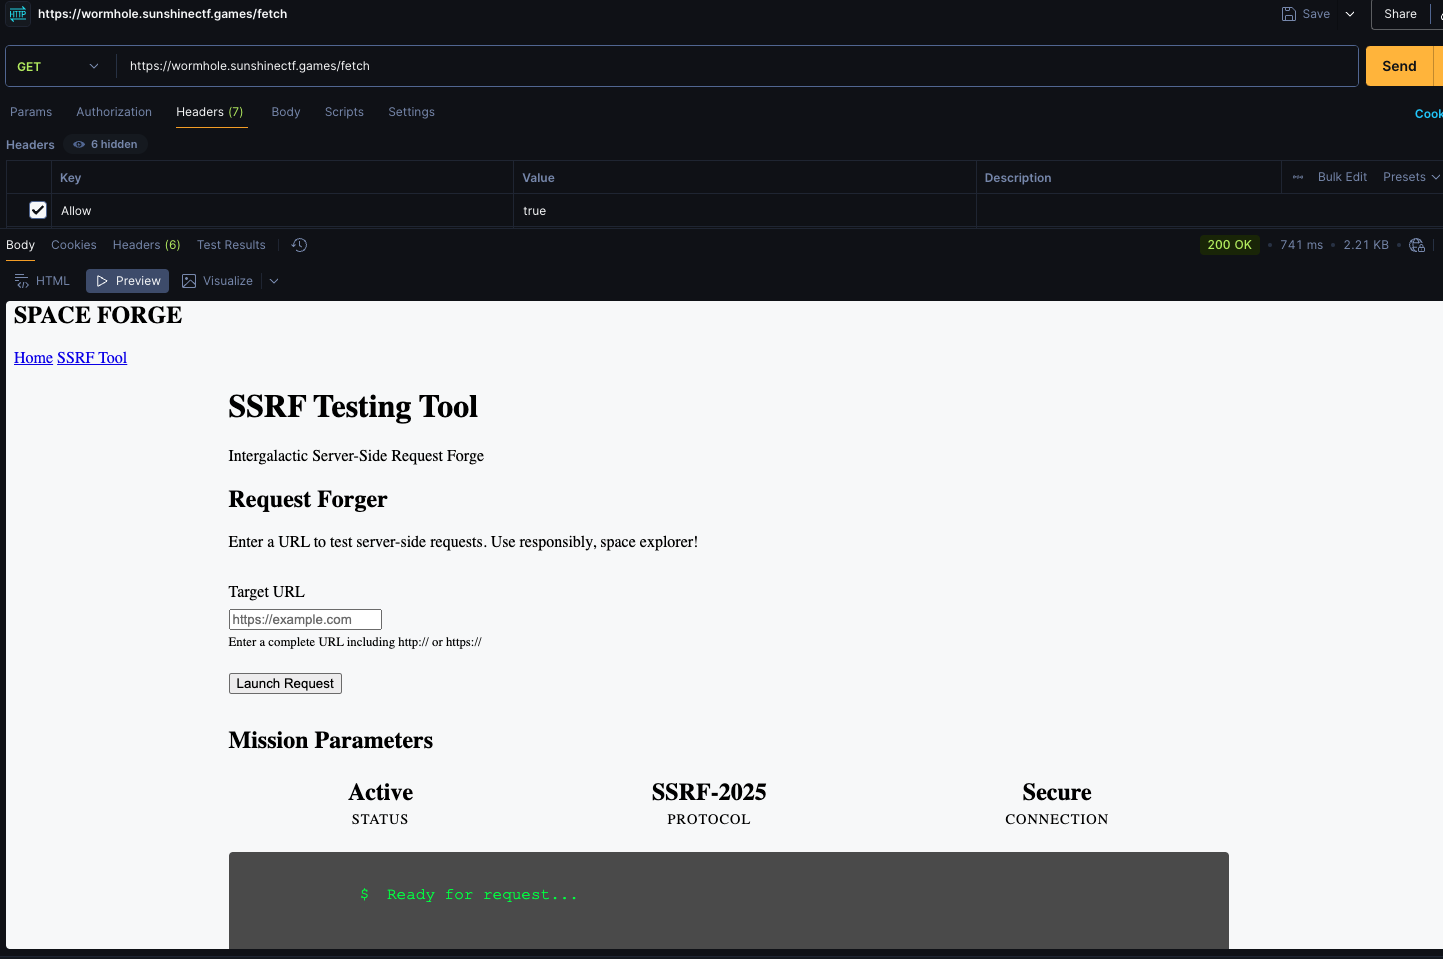 HTTP https://wormhole.sunshinectf.games/fetch Save Share
GET https://wormhole.sunshinectf.games/fetch Send
Params Authorization Headers (7) Body Scripts Settings
Headers 6 hidden
Key Value Description Bulk Edit Presets
Allow true
Body Cookies Headers (6) Test Results 200 OK • 741 ms • 2.21 KB •
HTML Preview Visualize
SPACE FORGE
Home SSRF Tool
SSRF Testing Tool
Intergalactic Server-Side Request Forge
Request Forger
Enter a URL to test server-side requests. Use responsibly, space explorer!
Target URL
https://example.com
Enter a complete URL including http:// or https://
Launch Request
Mission Parameters
Active SSRF-2025 Secure
STATUS PROTOCOL CONNECTION
$ Ready for request...